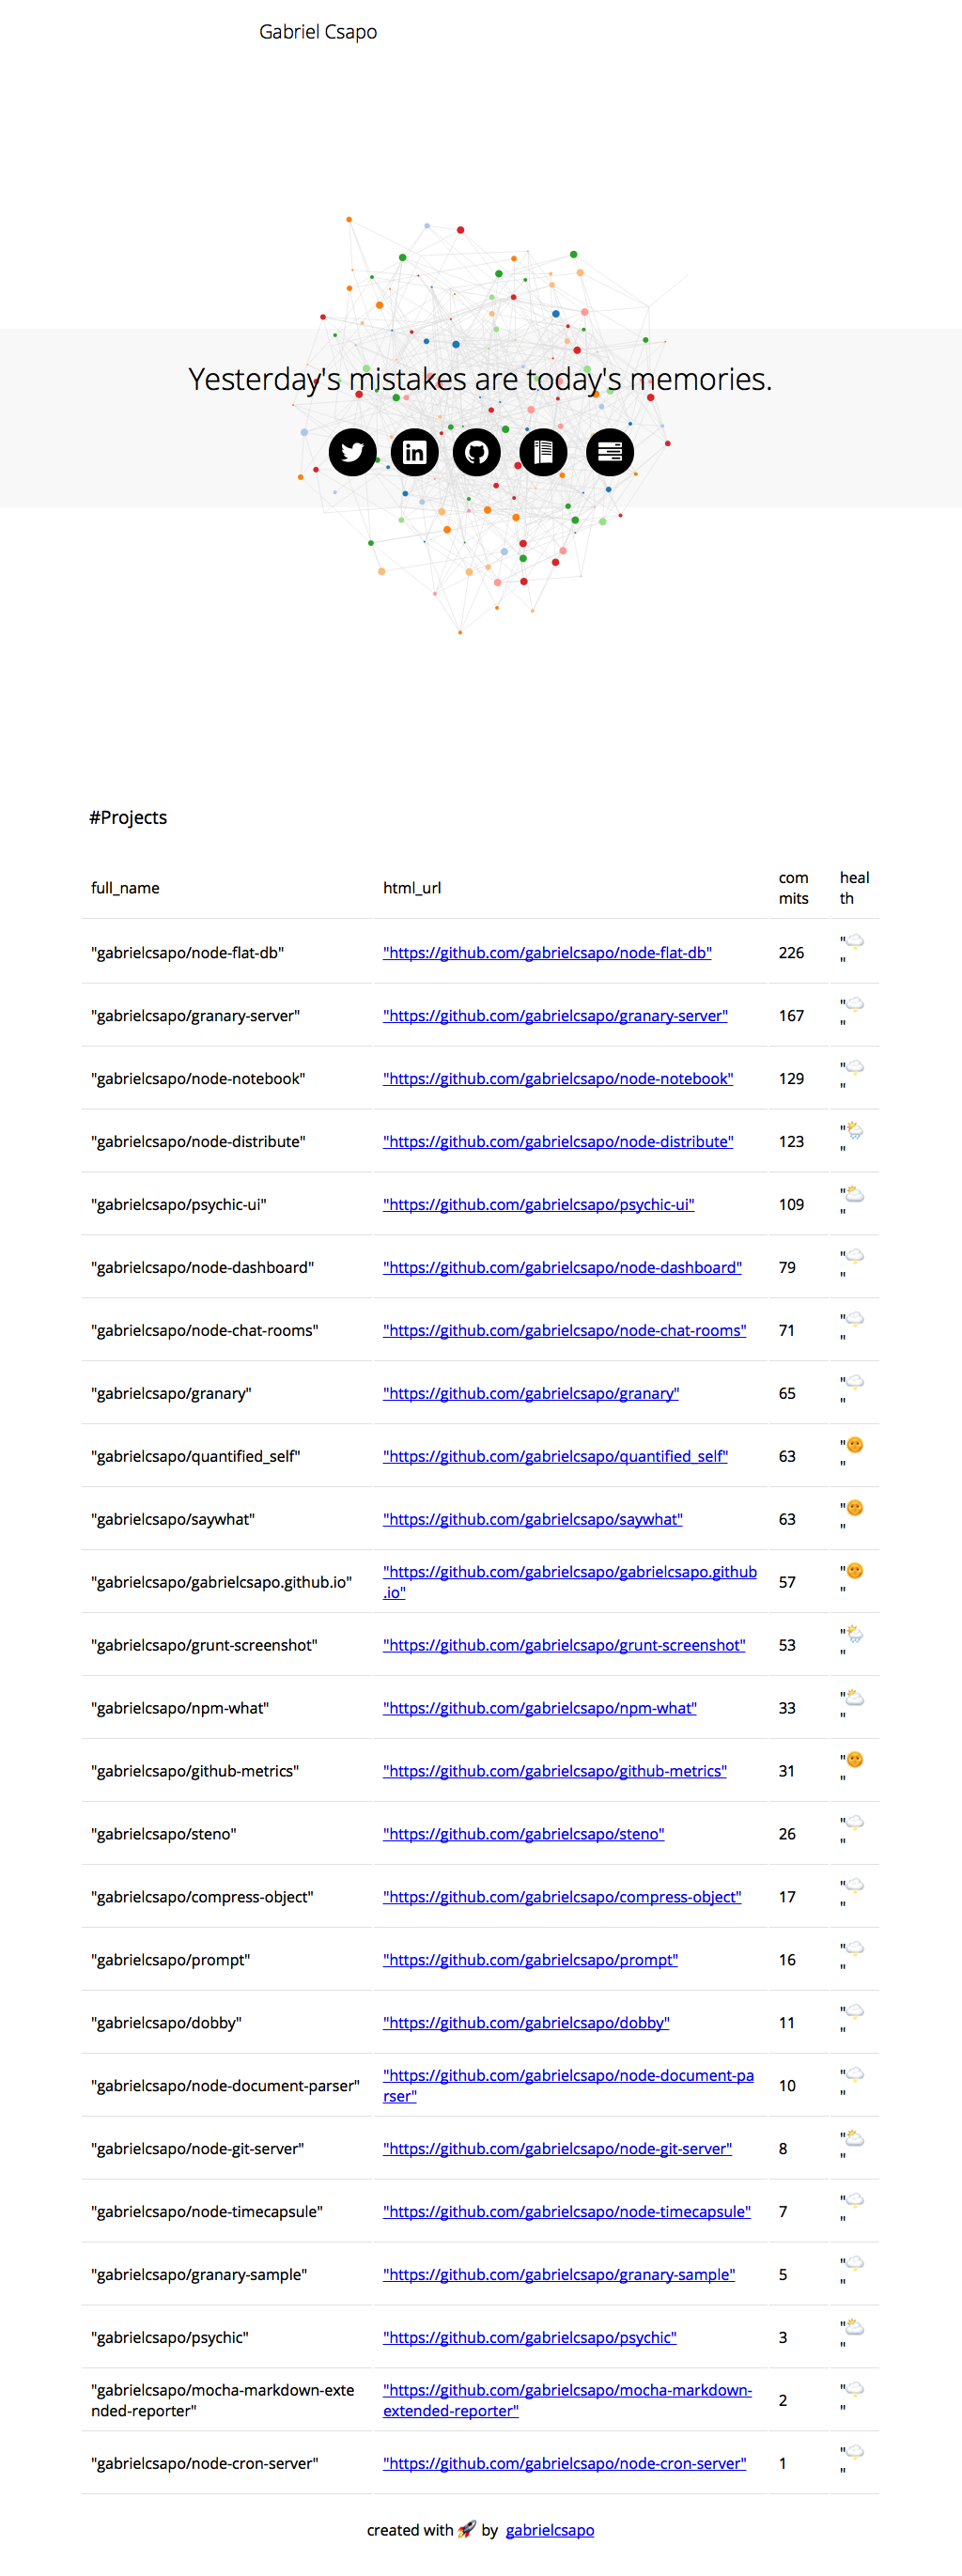 Gabriel Csapo
Yesterday's mistakes are today's memories.
#Projects
full_name html_url com
mits heal
th
"gabrielcsapo/node-flat-db" "https://github.com/gabrielcsapo/node-flat-db" 226 "🌩
"
"gabrielcsapo/granary-server" "https://github.com/gabrielcsapo/granary-server" 167 "🌩
"
"gabrielcsapo/node-notebook" "https://github.com/gabrielcsapo/node-notebook" 129 "🌩
"
"gabrielcsapo/node-distribute" "https://github.com/gabrielcsapo/node-distribute" 123 "🌦
"
"gabrielcsapo/psychic-ui" "https://github.com/gabrielcsapo/psychic-ui" 109 "🌥
"
"gabrielcsapo/node-dashboard" "https://github.com/gabrielcsapo/node-dashboard" 79 "🌩
"
"gabrielcsapo/node-chat-rooms" "https://github.com/gabrielcsapo/node-chat-rooms" 71 "🌩
"
"gabrielcsapo/granary" "https://github.com/gabrielcsapo/granary" 65 "🌩
"
"gabrielcsapo/quantified_self" "https://github.com/gabrielcsapo/quantified_self" 63 "🌞
"
"gabrielcsapo/saywhat" "https://github.com/gabrielcsapo/saywhat" 63 "🌞
"
"gabrielcsapo/gabrielcsapo.github.io" "https://github.com/gabrielcsapo/gabrielcsapo.github
.io" 57 "🌞
"
"gabrielcsapo/grunt-screenshot" "https://github.com/gabrielcsapo/grunt-screenshot" 53 "🌦
"
"gabrielcsapo/npm-what" "https://github.com/gabrielcsapo/npm-what" 33 "🌥
"
"gabrielcsapo/github-metrics" "https://github.com/gabrielcsapo/github-metrics" 31 "🌞
"
"gabrielcsapo/steno" "https://github.com/gabrielcsapo/steno" 26 "🌩
"
"gabrielcsapo/compress-object" "https://github.com/gabrielcsapo/compress-object" 17 "🌩
"
"gabrielcsapo/prompt" "https://github.com/gabrielcsapo/prompt" 16 "🌩
"
"gabrielcsapo/dobby" "https://github.com/gabrielcsapo/dobby" 11 "🌩
"
"gabrielcsapo/node-document-parser" "https://github.com/gabrielcsapo/node-document-pa
rser" 10 "🌩
"
"gabrielcsapo/node-git-server" "https://github.com/gabrielcsapo/node-git-server" 8 "🌥
"
"gabrielcsapo/node-timecapsule" "https://github.com/gabrielcsapo/node-timecapsule" 7 "🌩
"
"gabrielcsapo/granary-sample" "https://github.com/gabrielcsapo/granary-sample" 5 "🌩
"
"gabrielcsapo/psychic" "https://github.com/gabrielcsapo/psychic" 3 "🌥
"
"gabrielcsapo/mocha-markdown-exte
nded-reporter" "https://github.com/gabrielcsapo/mocha-markdown-
extended-reporter" 2 "🌩
"
"gabrielcsapo/node-cron-server" "https://github.com/gabrielcsapo/node-cron-server" 1 "🌩
"
created with 🚀 by gabrielcsapo